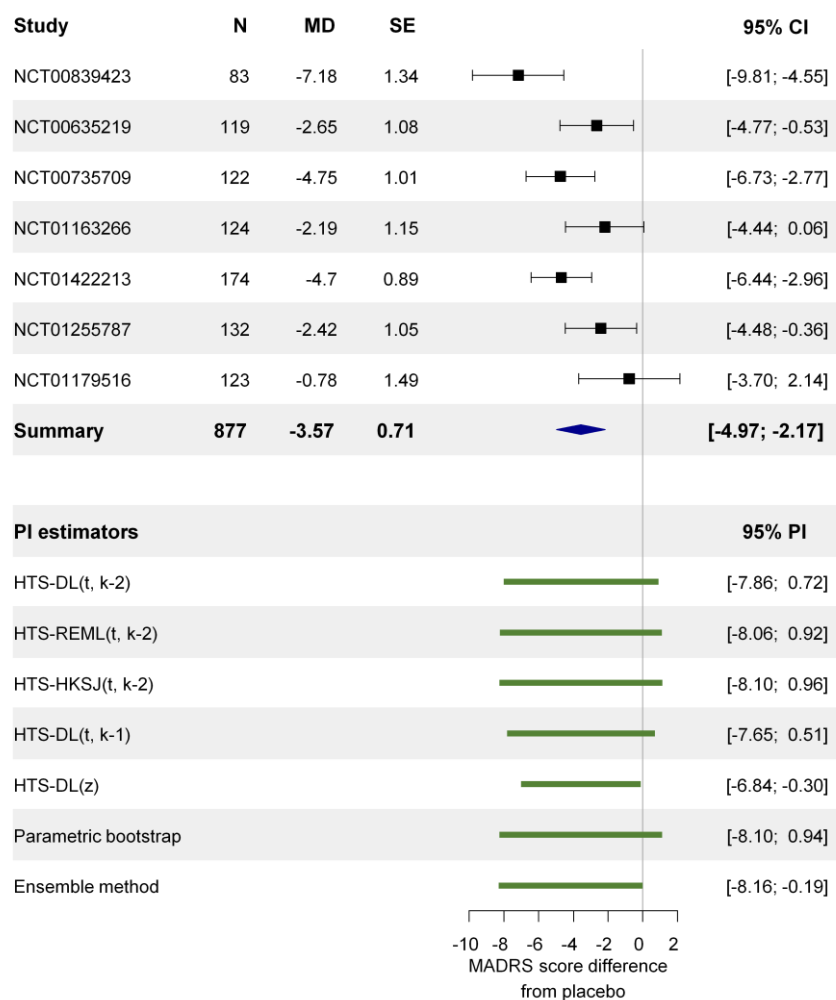 Study N MD SE 95% CI
NCT00839423 83 -7.18 1.34 [-9.81; -4.55]
NCT00635219 119 -2.65 1.08 [-4.77; -0.53]
NCT00735709 122 -4.75 1.01 [-6.73; -2.77]
NCT01163266 124 -2.19 1.15 [-4.44; 0.06]
NCT01422213 174 -4.7 0.89 [-6.44; -2.96]
NCT01255787 132 -2.42 1.05 [-4.48; -0.36]
NCT01179516 123 -0.78 1.49 [-3.70; 2.14]
Summary 877 -3.57 0.71 [-4.97; -2.17]
PI estimators 95% PI
HTS-DL(t, k-2) [-7.86; 0.72]
HTS-REML(t, k-2) [-8.06; 0.92]
HTS-HKSJ(t, k-2) [-8.10; 0.96]
HTS-DL(t, k-1) [-7.65; 0.51]
HTS-DL(z) [-6.84; -0.30]
Parametric bootstrap [-8.10; 0.94]
Ensemble method [-8.16; -0.19]
-10 -8 -6 -4 -2 0 2
MADRS score difference
from placebo